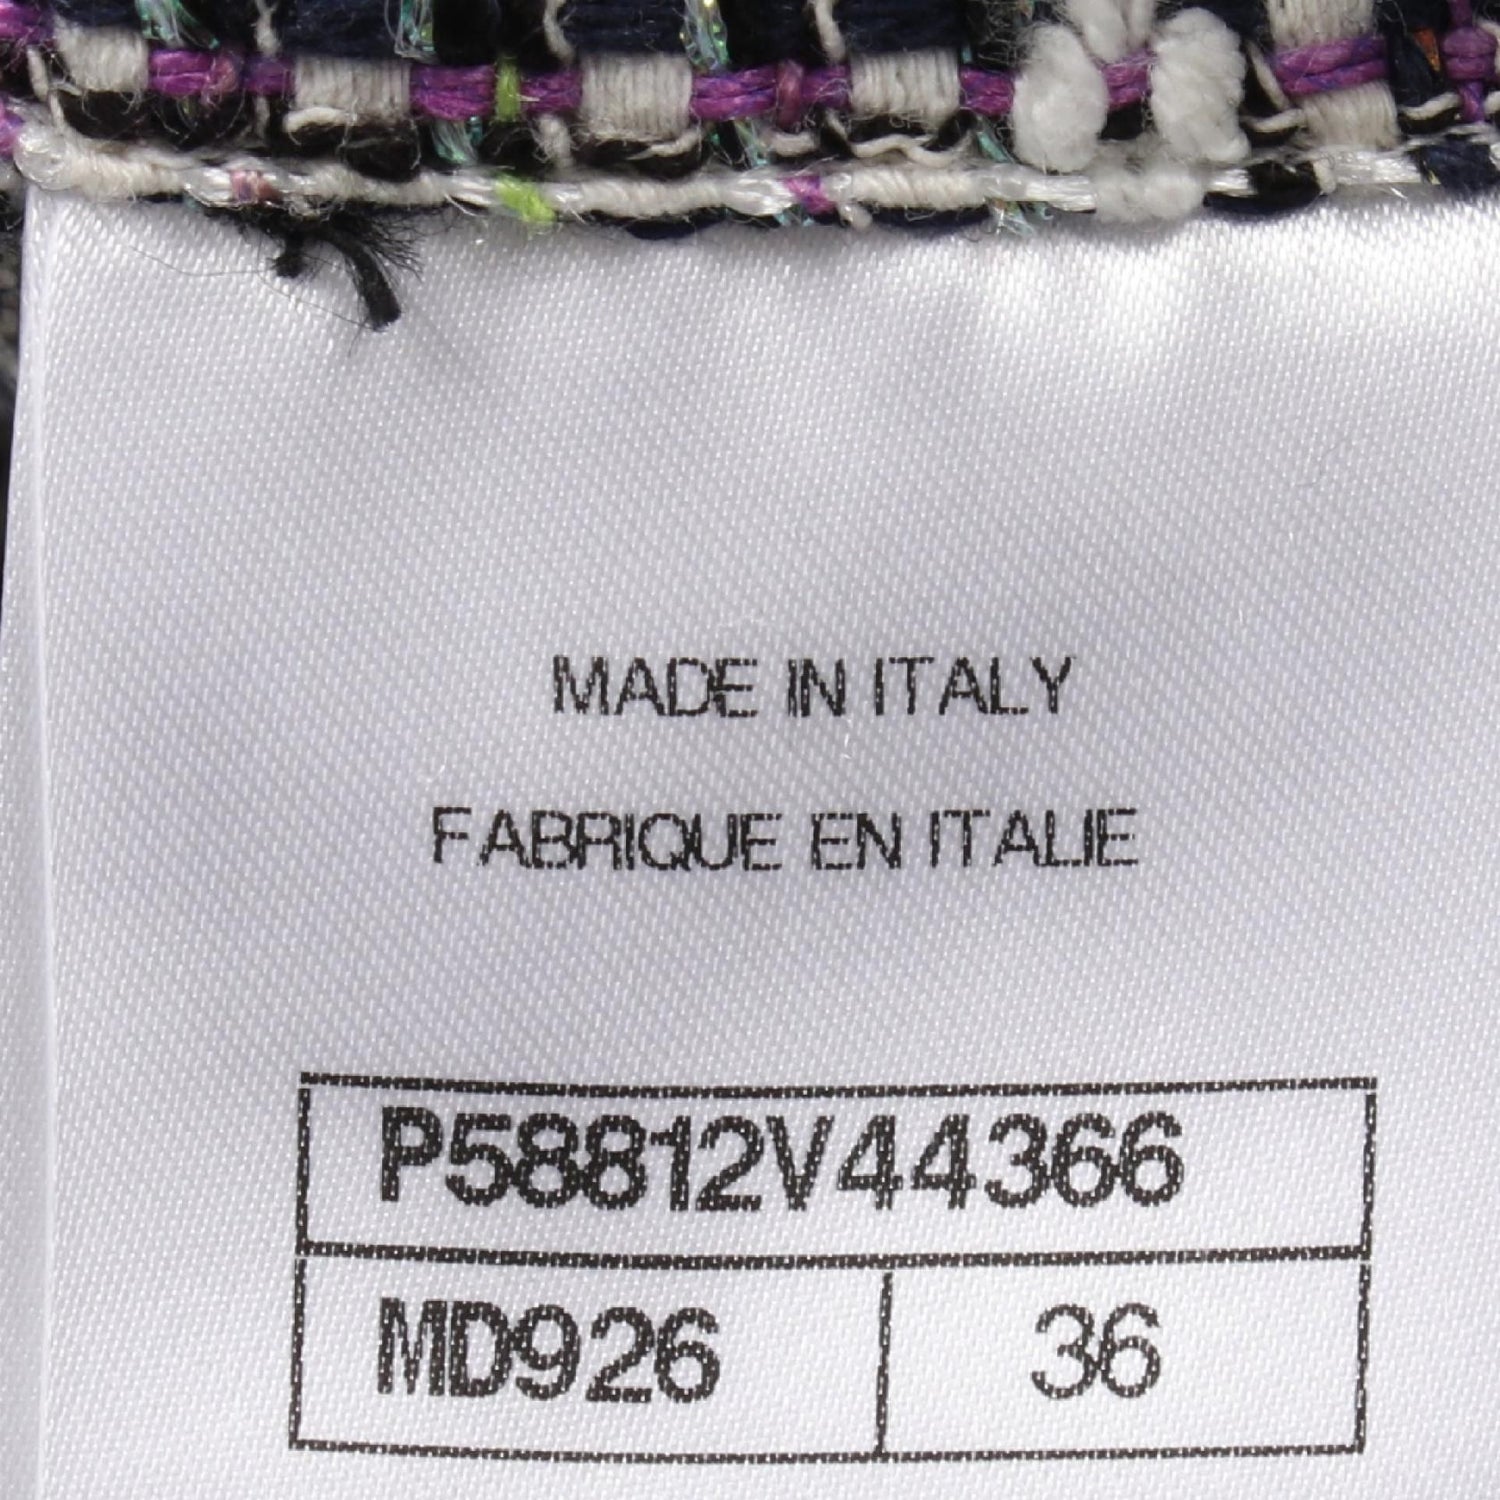 MADE IN ITALY
FABRIQUE EN ITALIE
P58812V44366
MD926 36